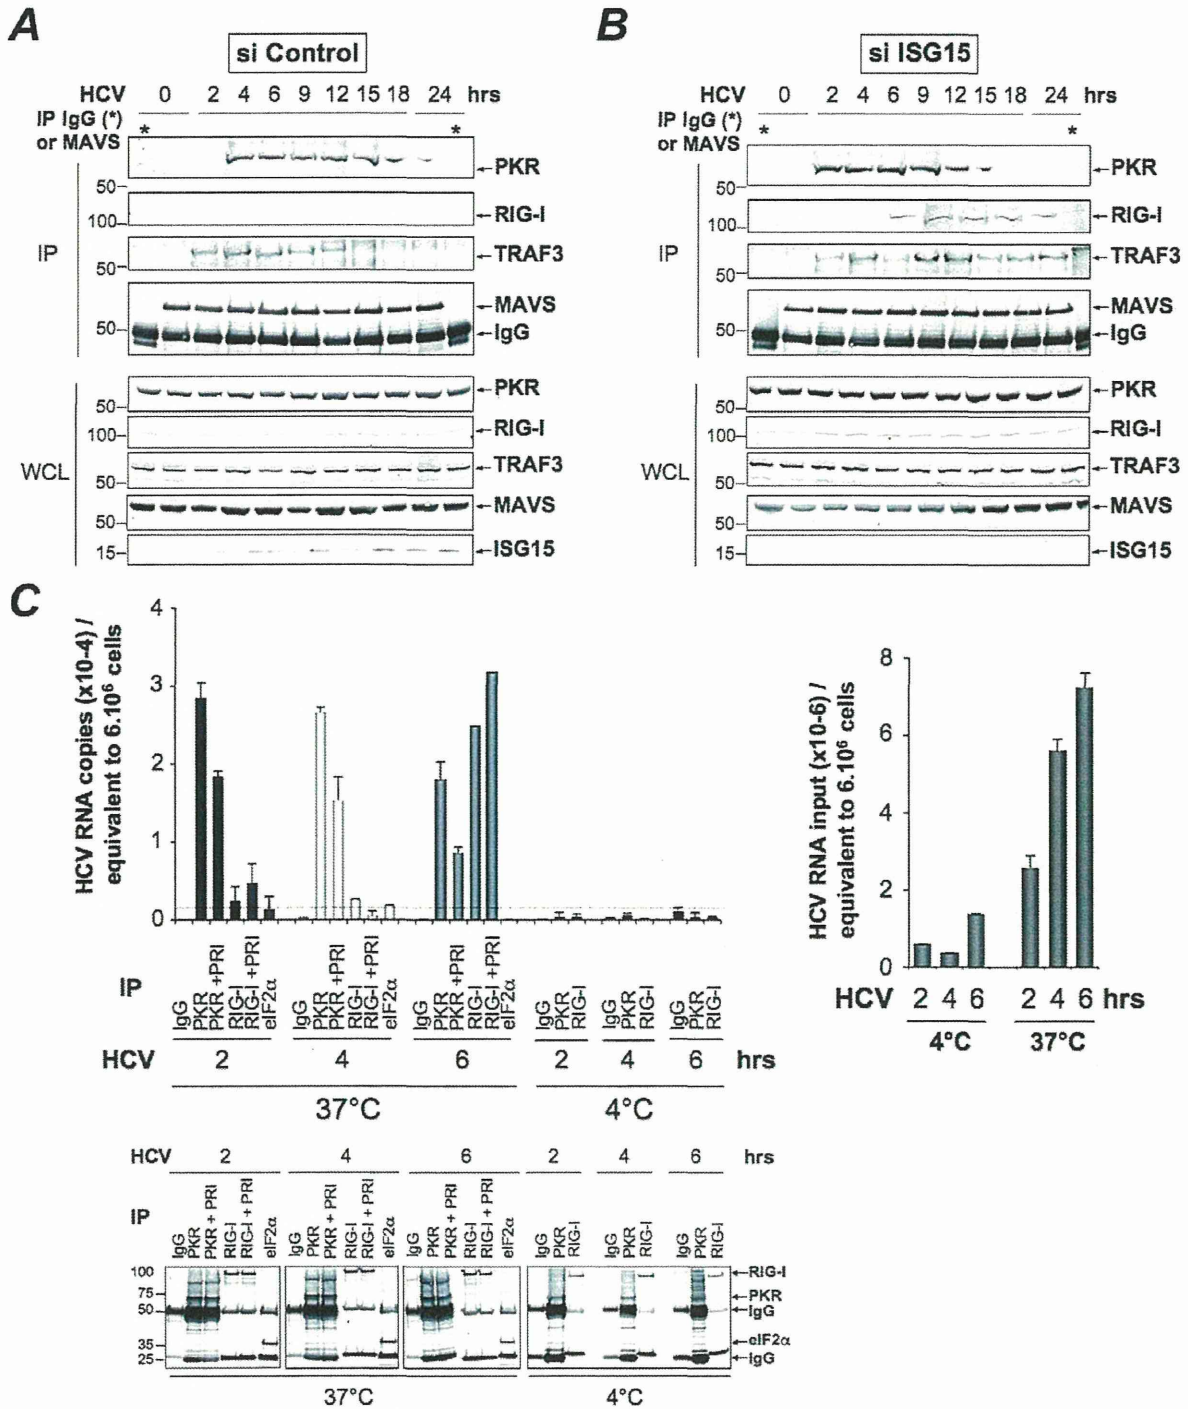 A
si Control
HCV 0 2 4 6 9 12 15 18 24 hrs
IP IgG (*)
or MAVS
* *
PKR
50
RIG-I
100
IP
TRAF3
50
MAVS
50
IgG
PKR
50
RIG-I
100
WCL
TRAF3
50
MAVS
50
ISG15
15
B
si ISG15
HCV 0 2 4 6 9 12 15 18 24 hrs
IP IgG (*)
or MAVS
* *
PKR
50
RIG-I
100
IP
TRAF3
50
MAVS
50
IgG
PKR
50
RIG-I
100
WCL
TRAF3
50
MAVS
50
ISG15
15
C
HCV RNA copies (x10-4) /
equivalent to 6.10⁶ cells
4
3
2
1
0
IP
IgG PKR PKR +PRI RIG-I RIG-I +PRI eIF2α
IgG PKR PKR +PRI RIG-I RIG-I +PRI eIF2α
IgG PKR PKR +PRI RIG-I RIG-I +PRI eIF2α
IgG PKR RIG-I
IgG PKR RIG-I
IgG PKR RIG-I
HCV 2 4 6 2 4 6 hrs
37°C 4°C
HCV RNA input (x10-6) /
equivalent to 6.10⁶ cells
8
6
4
2
0
HCV 2 4 6 2 4 6 hrs
4°C 37°C
HCV 2 4 6 2 4 6 hrs
IP
IgG PKR PKR + PRI RIG-I RIG-I + PRI eIF2α
IgG PKR PKR + PRI RIG-I RIG-I + PRI eIF2α
IgG PKR PKR + PRI RIG-I RIG-I + PRI eIF2α
IgG PKR RIG-I
IgG PKR RIG-I
IgG PKR RIG-I
100
75
50
35
25
RIG-I
PKR
IgG
eIF2α
IgG
37°C 4°C